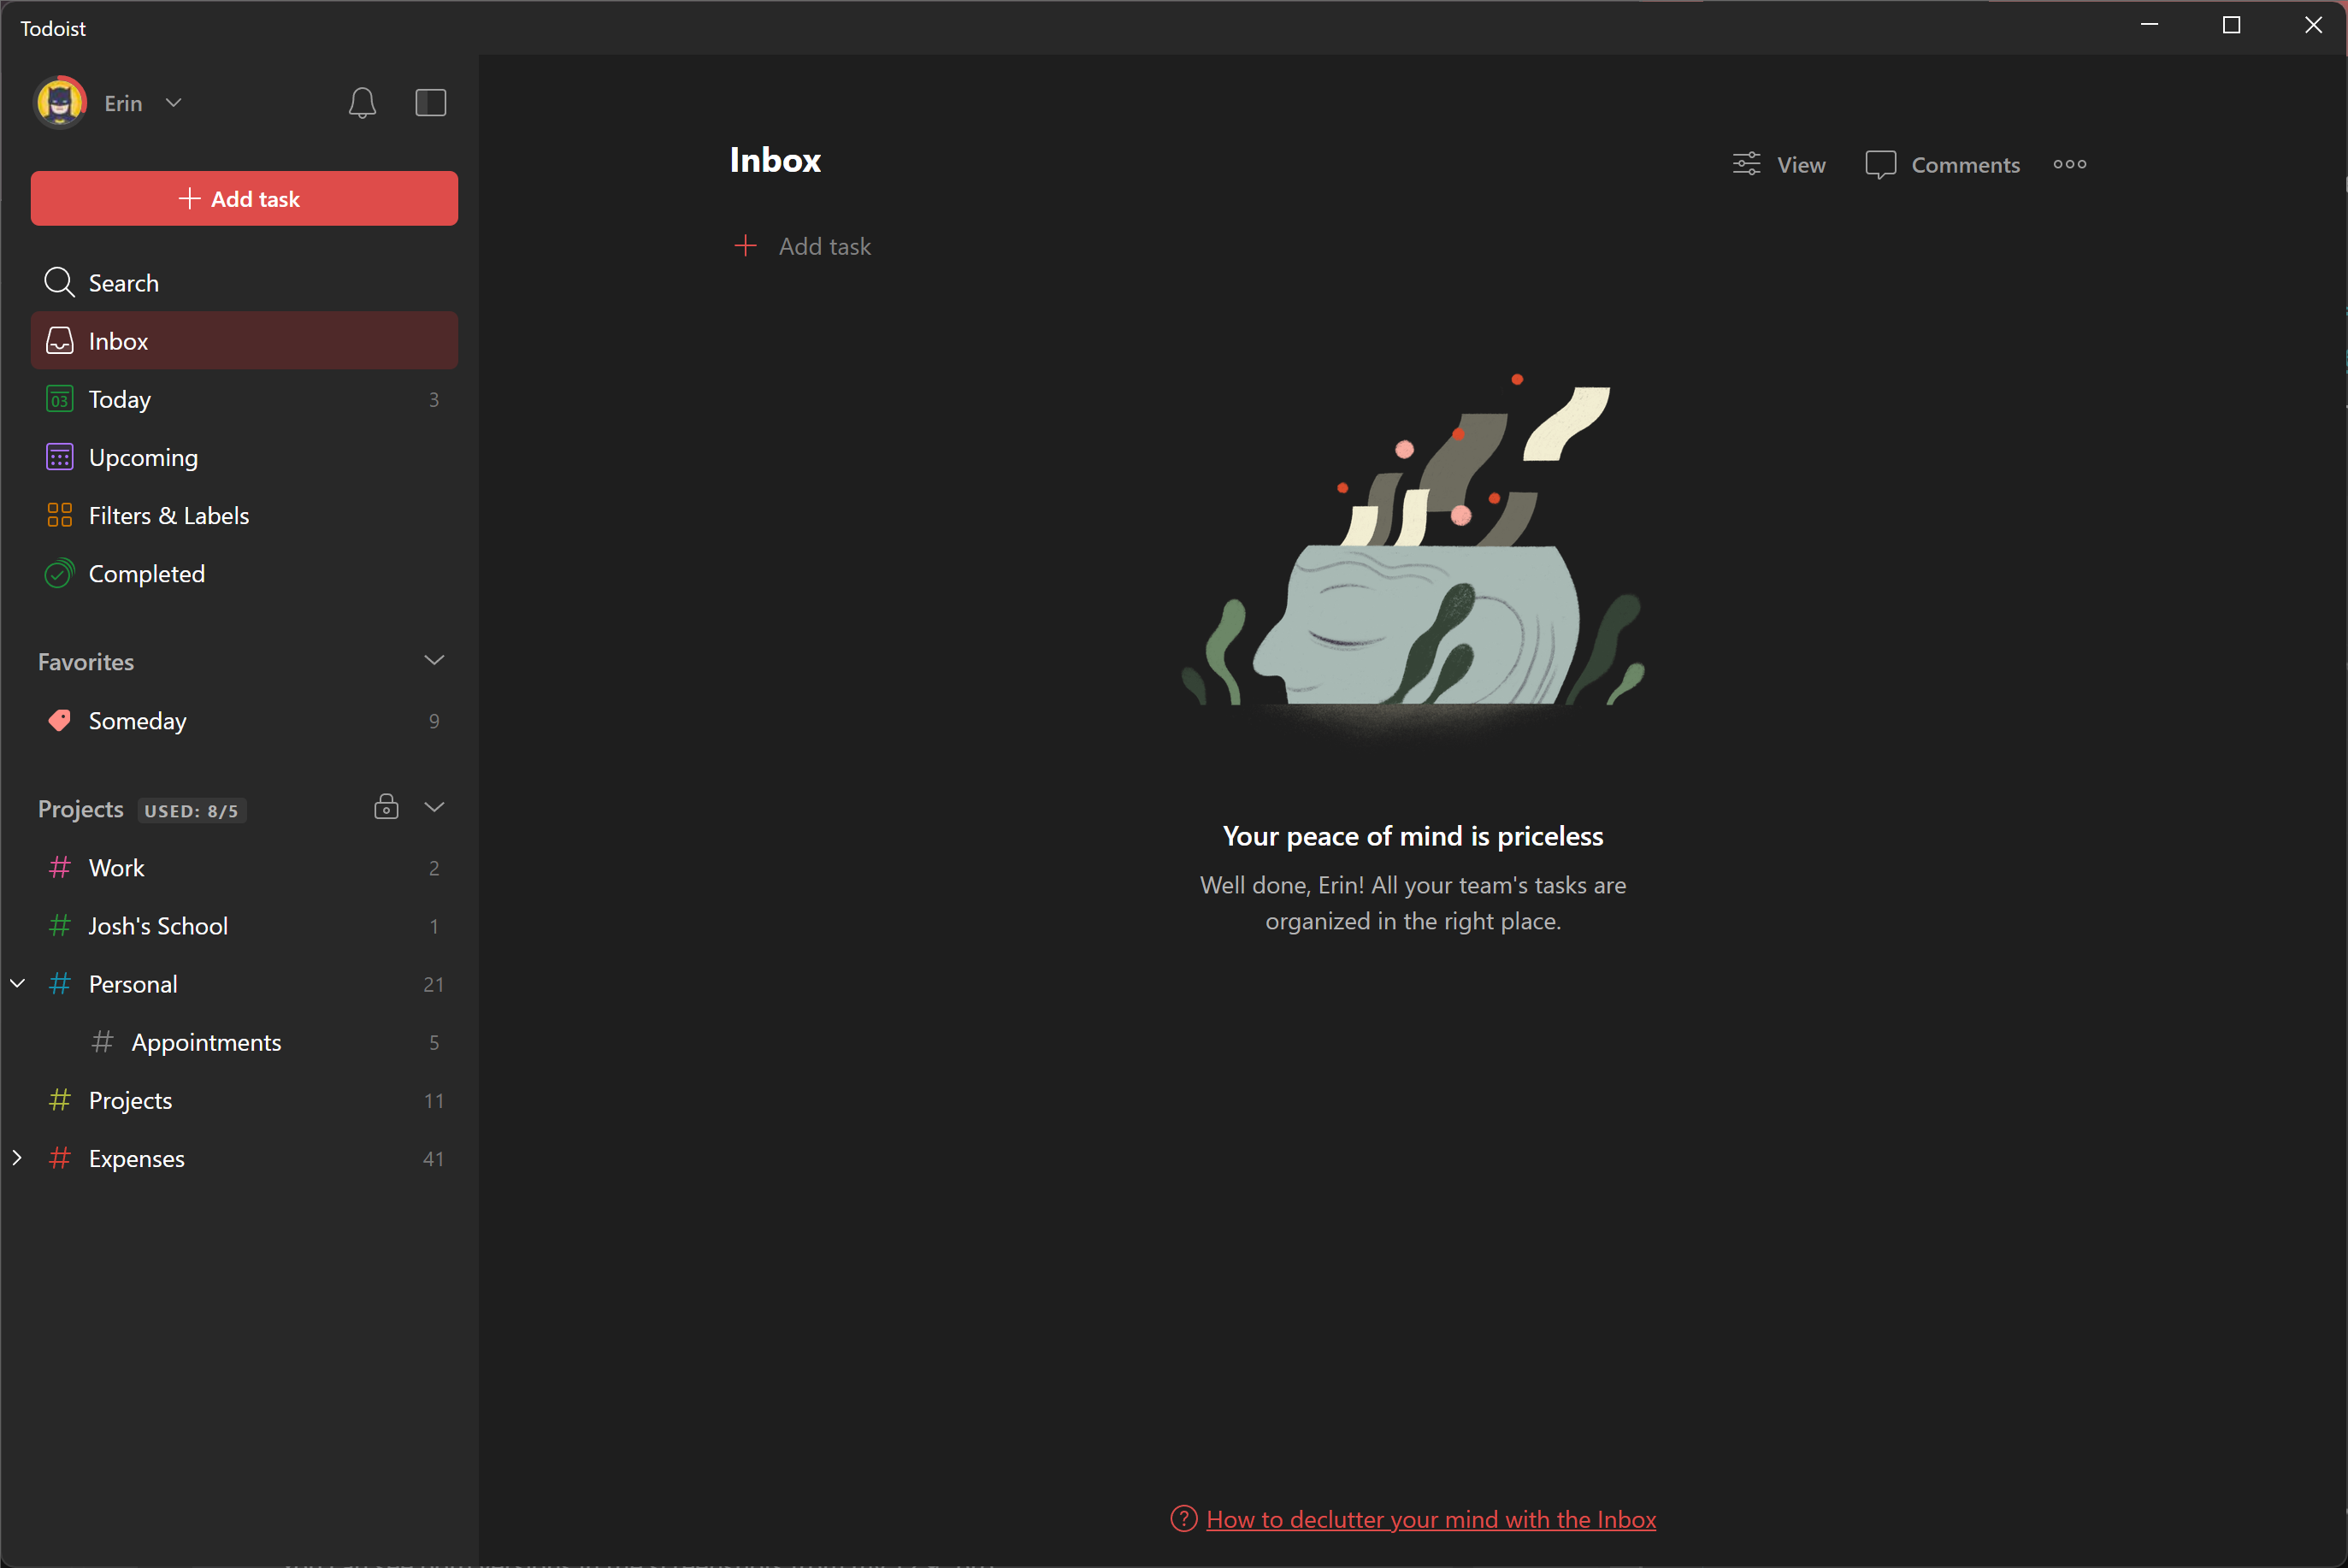 Todoist
Erin
Add task
Search
Inbox
03
Today 3
Upcoming
Filters & Labels
Completed
Favorites
Someday 9
Projects USED: 8/5
Work 2
Josh's School 1
Personal 21
Appointments 5
Projects 11
Expenses 41
Inbox
View
Comments
Add task
Your peace of mind is priceless
Well done, Erin! All your team's tasks are
organized in the right place.
? How to declutter your mind with the Inbox